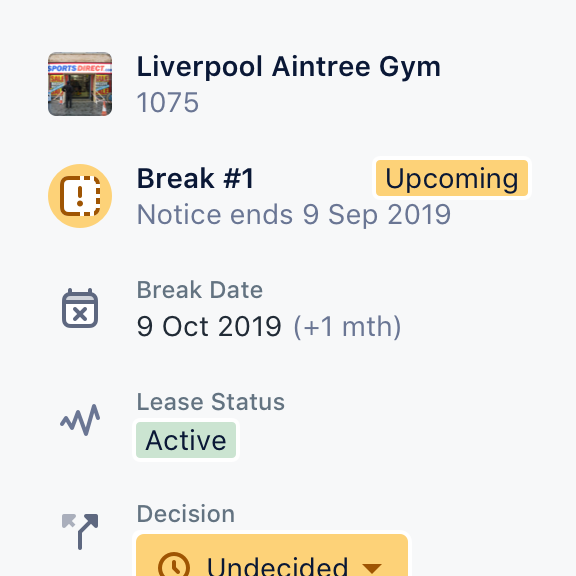 SPORTS DIRECT
Liverpool Aintree Gym
1075
Break #1
Upcoming
Notice ends 9 Sep 2019
Break Date
9 Oct 2019 (+1 mth)
Lease Status
Active
Decision
Undecided